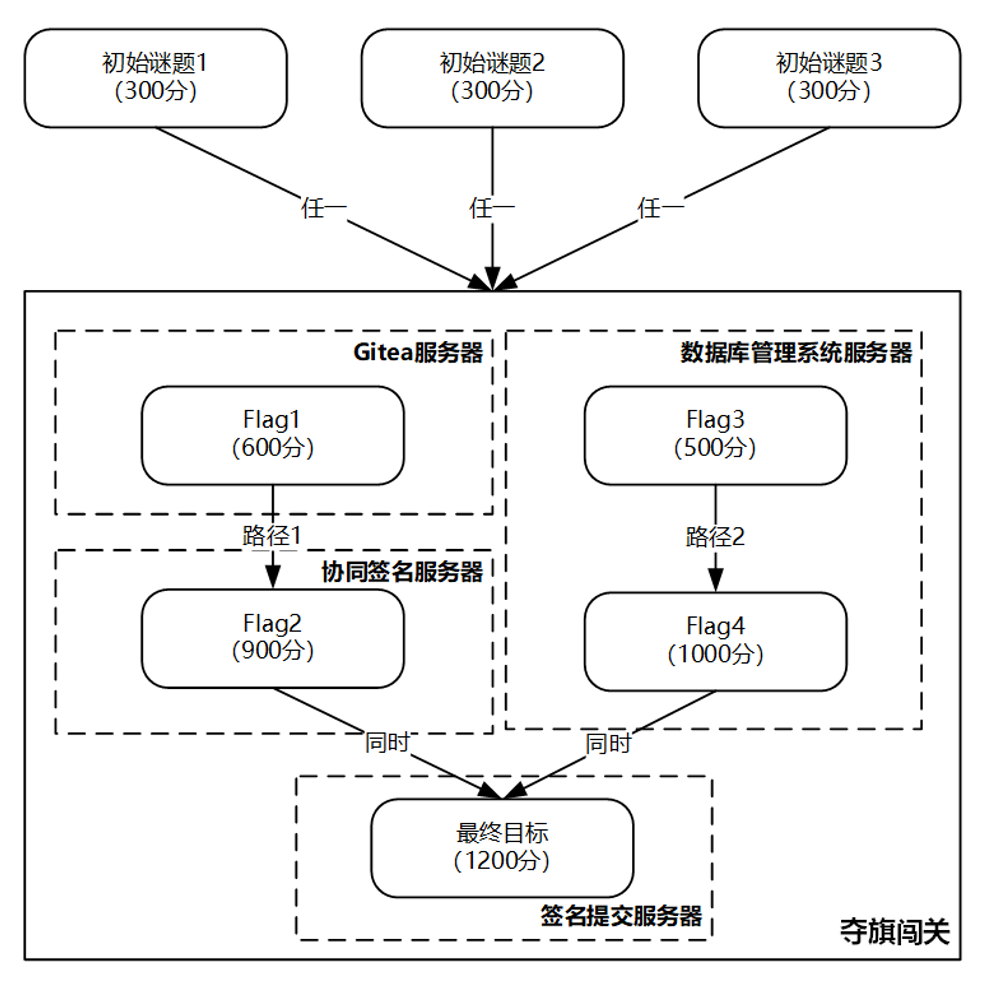 初始谜题1
（300分）
初始谜题2
（300分）
初始谜题3
（300分）
任一
任一
任一
Gitea服务器
Flag1
（600分）
路径1
协同签名服务器
Flag2
（900分）
数据库管理系统服务器
Flag3
（500分）
路径2
Flag4
（1000分）
同时
同时
最终目标
（1200分）
签名提交服务器
夺旗闯关